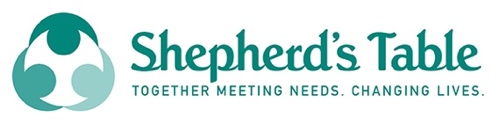 Shepherd's Table
TOGETHER MEETING NEEDS. CHANGING LIVES.